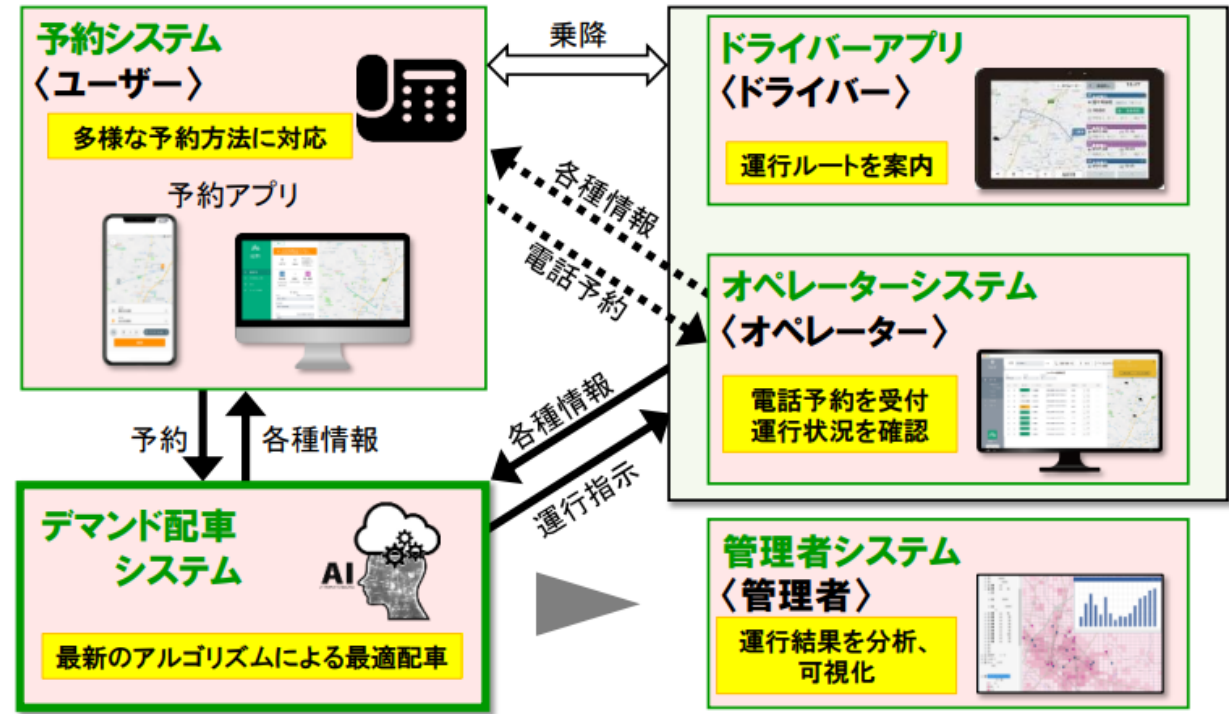 予約システム
〈ユーザー〉
多様な予約方法に対応
予約アプリ
乗降
ドライバーアプリ
〈ドライバー〉
運行ルートを案内
各種情報
電話予約
オペレーターシステム
〈オペレーター〉
電話予約を受付
運行状況を確認
予約
各種情報
各種情報
運行指示
デマンド配車
システム
AI
最新のアルゴリズムによる最適配車
管理者システム
〈管理者〉
運行結果を分析、
可視化